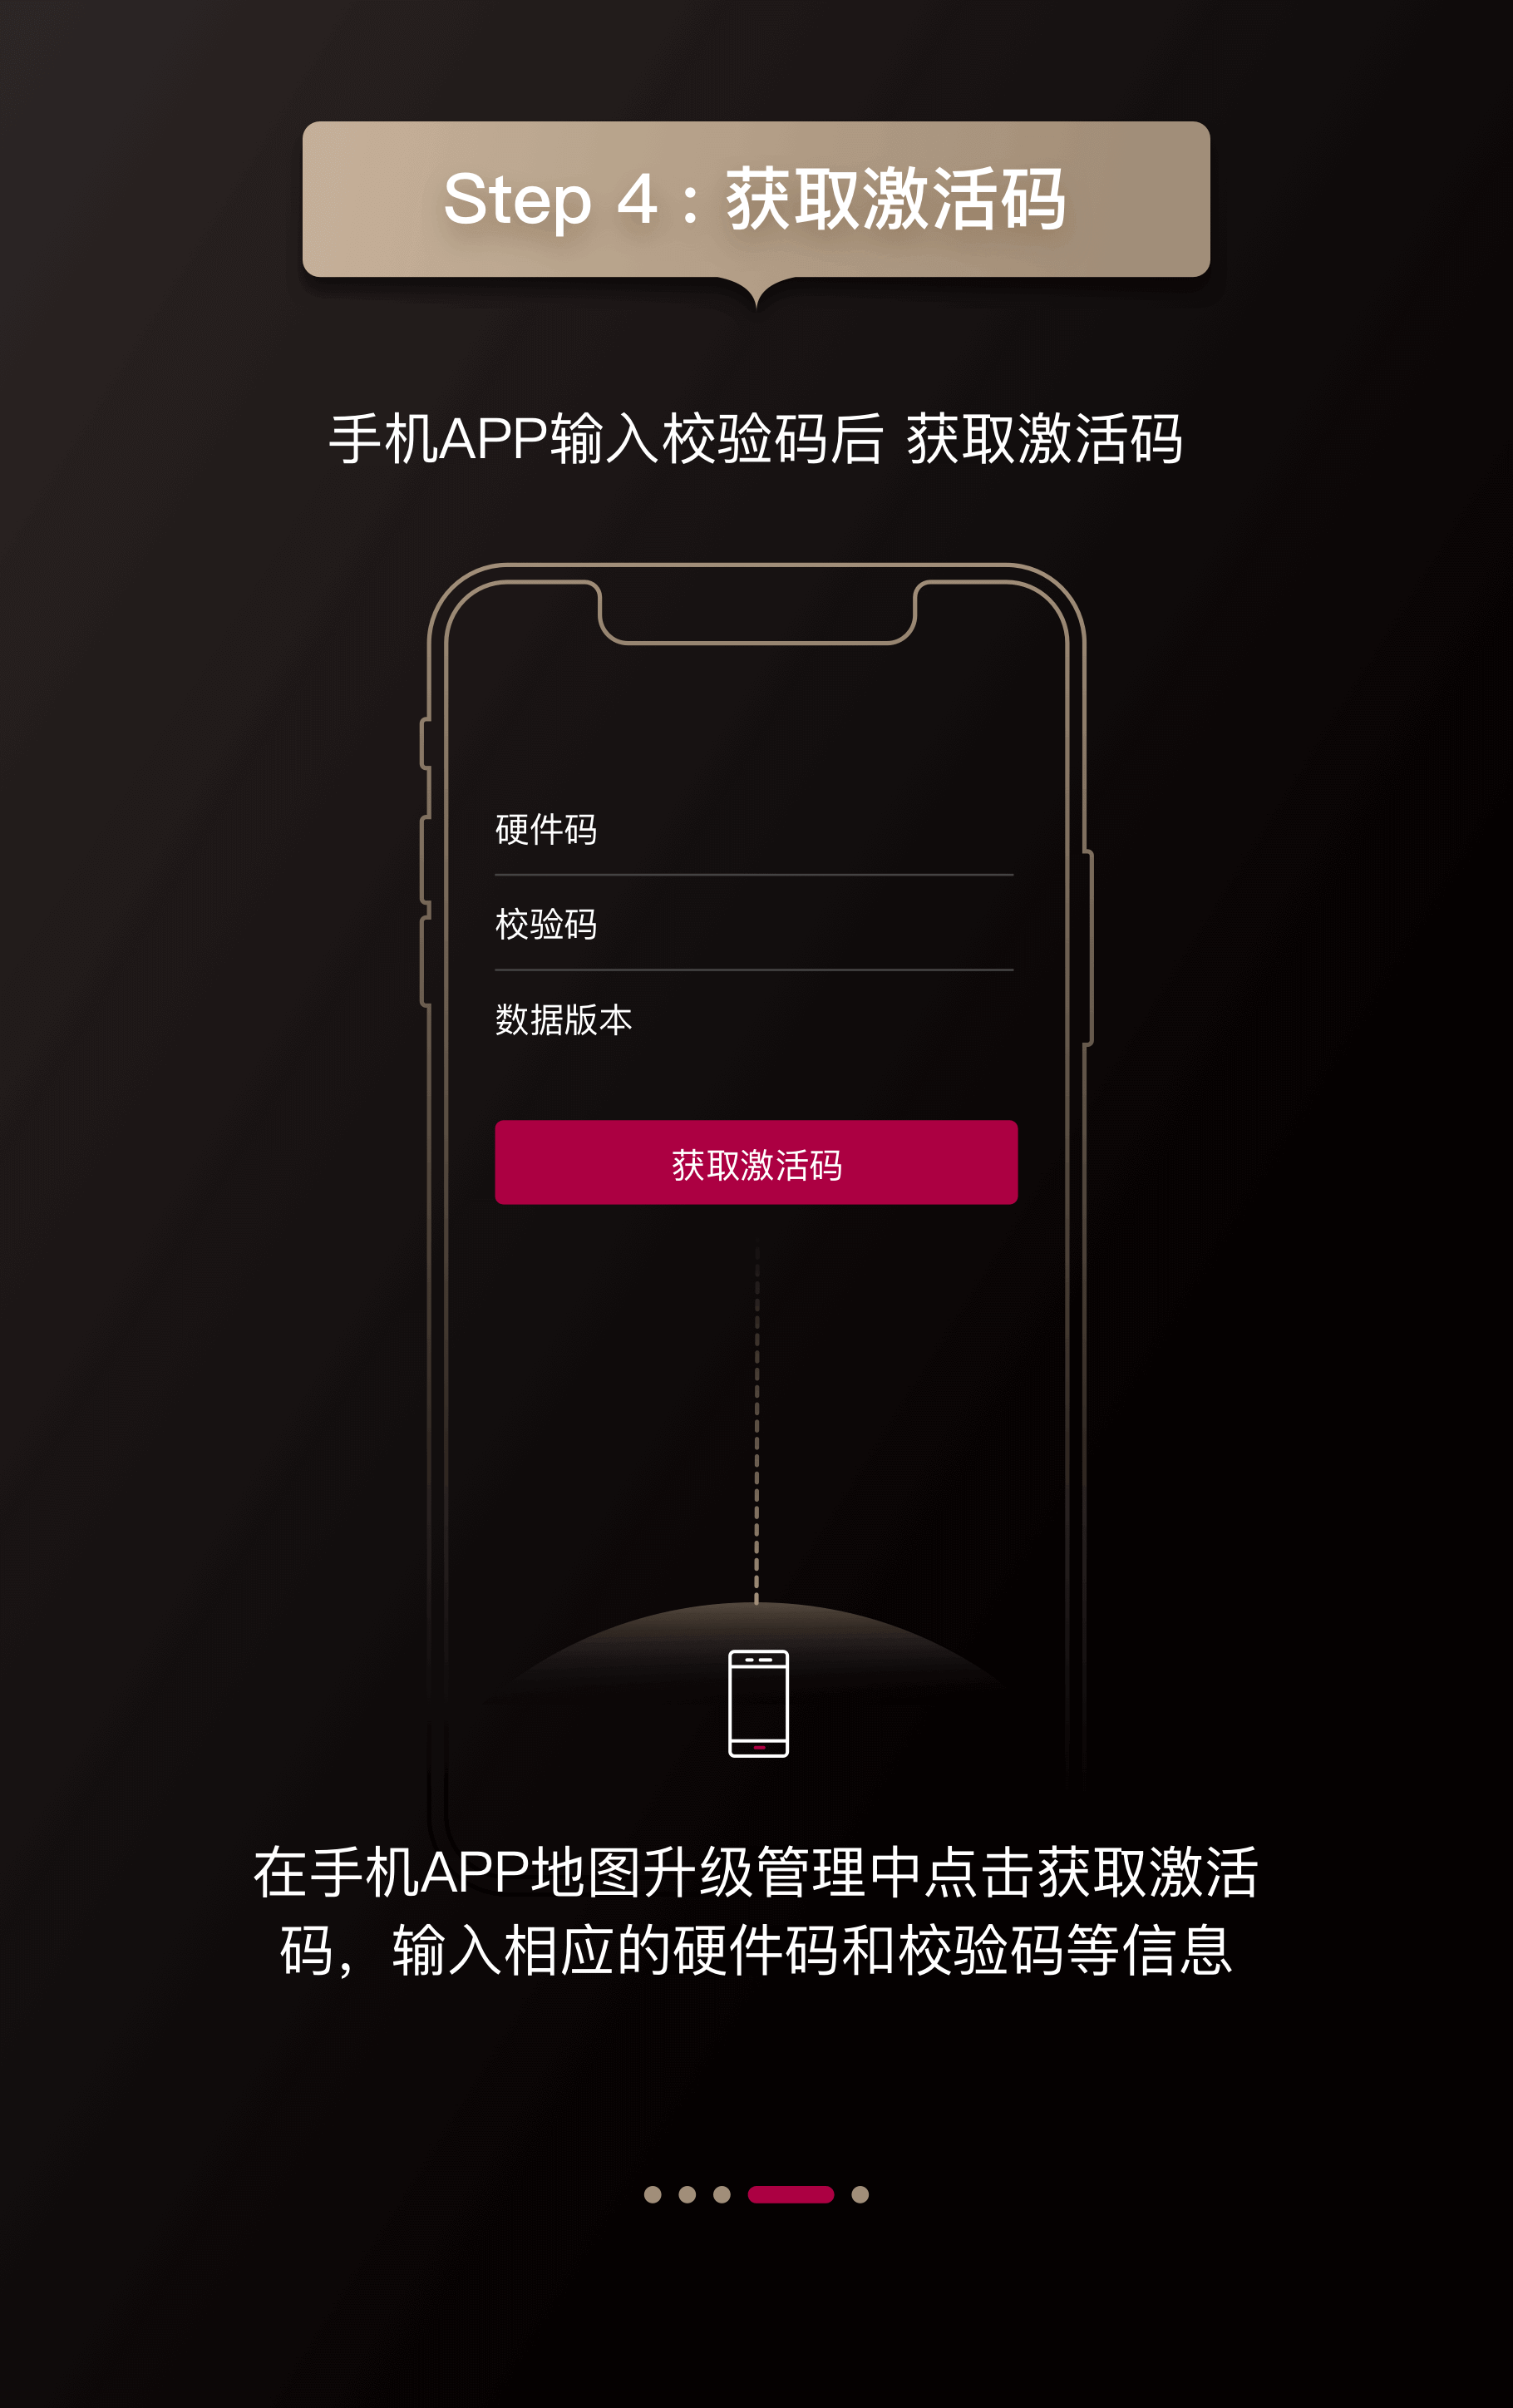 Step 4 : 获取激活码
手机APP输入校验码后 获取激活码
硬件码
校验码
数据版本
获取激活码
在手机APP地图升级管理中点击获取激活
码，输入相应的硬件码和校验码等信息